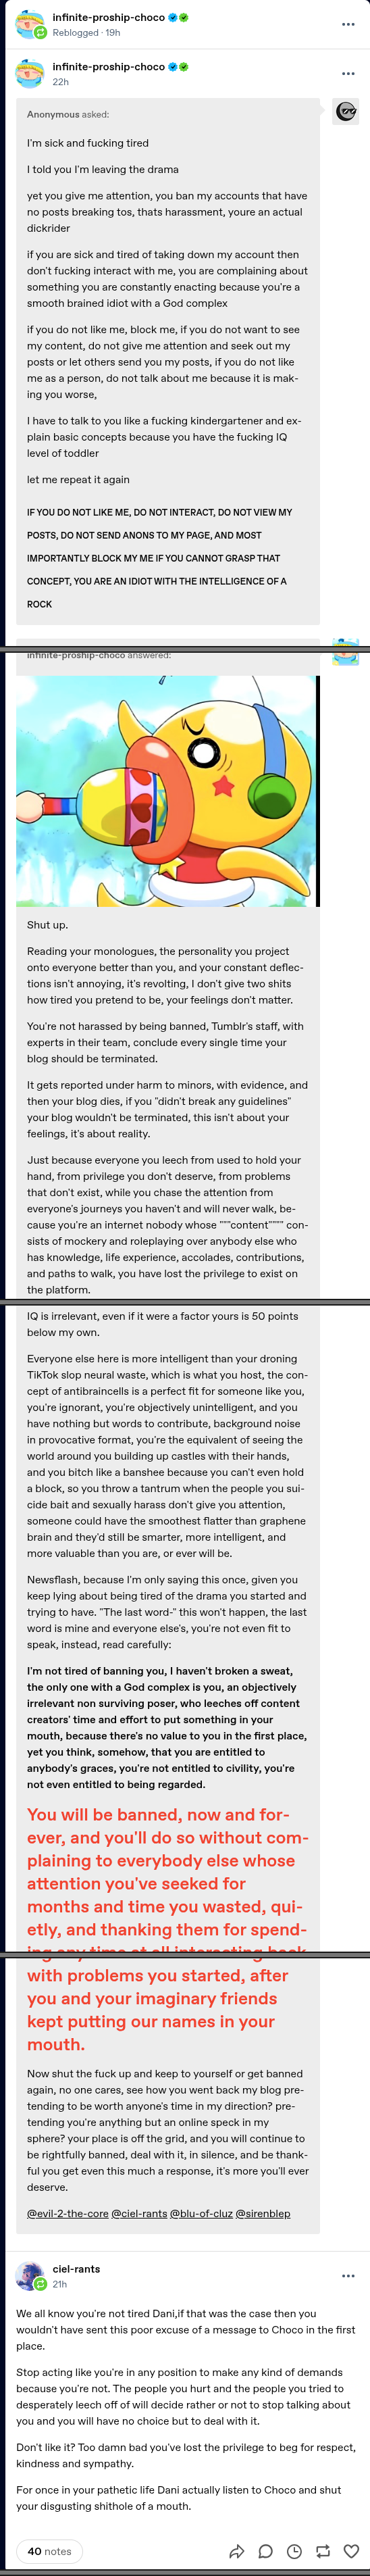 infinite-proship-choco
Reblogged · 19h
infinite-proship-choco
22h
Anonymous asked:
I'm sick and fucking tired
I told you I'm leaving the drama
yet you give me attention, you ban my accounts that have
no posts breaking tos, thats harassment, youre an actual
dickrider
if you are sick and tired of taking down my account then
don't fucking interact with me, you are complaining about
something you are constantly enacting because you're a
smooth brained idiot with a God complex
if you do not like me, block me, if you do not want to see
my content, do not give me attention and seek out my
posts or let others send you my posts, if you do not like
me as a person, do not talk about me because it is mak-
ing you worse,
I have to talk to you like a fucking kindergartener and ex-
plain basic concepts because you have the fucking IQ
level of toddler
let me repeat it again
IF YOU DO NOT LIKE ME, DO NOT INTERACT, DO NOT VIEW MY
POSTS, DO NOT SEND ANONS TO MY PAGE, AND MOST
IMPORTANTLY BLOCK MY ME IF YOU CANNOT GRASP THAT
CONCEPT, YOU ARE AN IDIOT WITH THE INTELLIGENCE OF A
ROCK
infinite-proship-choco answered:
Shut up.
Reading your monologues, the personality you project
onto everyone better than you, and your constant deflec-
tions isn't annoying, it's revolting, I don't give two shits
how tired you pretend to be, your feelings don't matter.
You're not harassed by being banned, Tumblr's staff, with
experts in their team, conclude every single time your
blog should be terminated.
It gets reported under harm to minors, with evidence, and
then your blog dies, if you "didn't break any guidelines"
your blog wouldn't be terminated, this isn't about your
feelings, it's about reality.
Just because everyone you leech from used to hold your
hand, from privilege you don't deserve, from problems
that don't exist, while you chase the attention from
everyone's journeys you haven't and will never walk, be-
cause you're an internet nobody whose """content"""" con-
sists of mockery and roleplaying over anybody else who
has knowledge, life experience, accolades, contributions,
and paths to walk, you have lost the privilege to exist on
the platform.
IQ is irrelevant, even if it were a factor yours is 50 points
below my own.
Everyone else here is more intelligent than your droning
TikTok slop neural waste, which is what you host, the con-
cept of antibraincells is a perfect fit for someone like you,
you're ignorant, you're objectively unintelligent, and you
have nothing but words to contribute, background noise
in provocative format, you're the equivalent of seeing the
world around you building up castles with their hands,
and you bitch like a banshee because you can't even hold
a block, so you throw a tantrum when the people you sui-
cide bait and sexually harass don't give you attention,
someone could have the smoothest flatter than graphene
brain and they'd still be smarter, more intelligent, and
more valuable than you are, or ever will be.
Newsflash, because I'm only saying this once, given you
keep lying about being tired of the drama you started and
trying to have. "The last word-" this won't happen, the last
word is mine and everyone else's, you're not even fit to
speak, instead, read carefully:
I'm not tired of banning you, I haven't broken a sweat,
the only one with a God complex is you, an objectively
irrelevant non surviving poser, who leeches off content
creators' time and effort to put something in your
mouth, because there's no value to you in the first place,
yet you think, somehow, that you are entitled to
anybody's graces, you're not entitled to civility, you're
not even entitled to being regarded.
You will be banned, now and for-
ever, and you'll do so without com-
plaining to everybody else whose
attention you've seeked for
months and time you wasted, qui-
etly, and thanking them for spend-
ing any time at all interacting back
with problems you started, after
you and your imaginary friends
kept putting our names in your
mouth.
Now shut the fuck up and keep to yourself or get banned
again, no one cares, see how you went back my blog pre-
tending to be worth anyone's time in my direction? pre-
tending you're anything but an online speck in my
sphere? your place is off the grid, and you will continue to
be rightfully banned, deal with it, in silence, and be thank-
ful you get even this much a response, it's more you'll ever
deserve.
@evil-2-the-core @ciel-rants @blu-of-cluz @sirenblep
ciel-rants
21h
We all know you're not tired Dani,if that was the case then you
wouldn't have sent this poor excuse of a message to Choco in the first
place.
Stop acting like you're in any position to make any kind of demands
because you're not. The people you hurt and the people you tried to
desperately leech off of will decide rather or not to stop talking about
you and you will have no choice but to deal with it.
Don't like it? Too damn bad you've lost the privilege to beg for respect,
kindness and sympathy.
For once in your pathetic life Dani actually listen to Choco and shut
your disgusting shithole of a mouth.
40 notes